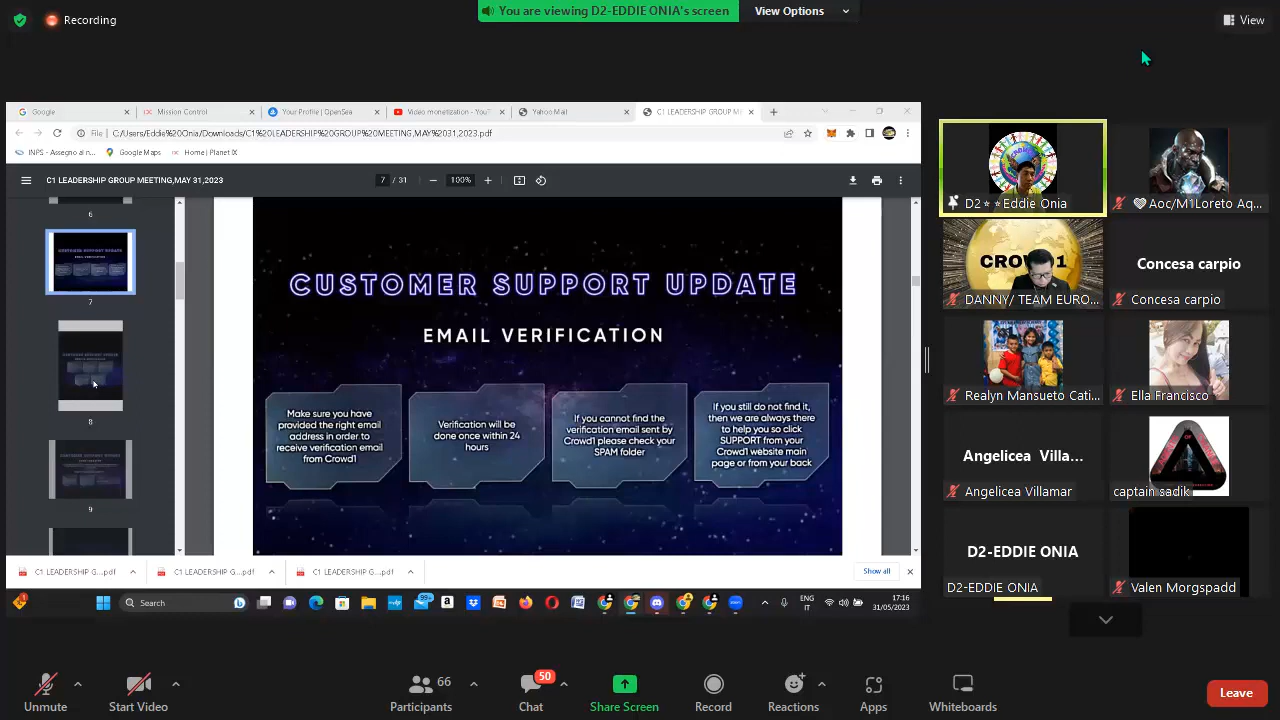 You are viewing D2-EDDIE ONIA's screen
View Options
Recording
View
Google
Mission Control
Your Profile | OpenSea
Video monetization - YouT
Yahoo Mail
C1 LEADERSHIP GROUP M
File | C:/Users/Eddie%20Onia/Downloads/C1%20LEADERSHIP%20GROUP%20MEETING,MAY%2031,2023.pdf
INPS - Assegno al n...
Google Maps
Home | Planet IX
C1 LEADERSHIP GROUP MEETING,MAY 31,2023
7 / 31
100%
6
7
8
9
CUSTOMER SUPPORT UPDATE
EMAIL VERIFICATION
Make sure you have
provided the right email
address in order to
receive verification email
from Crowd1
Verification will be
done once within 24
hours
If you cannot find the
verification email sent by
Crowd1 please check your
SPAM folder
If you still do not find it,
then we are always there
to help you so click
SUPPORT from your
Crowd1 website main
page or from your back
C1 LEADERSHIP G....pdf
C1 LEADERSHIP G....pdf
C1 LEADERSHIP G....pdf
Show all
Search
99+
ENG
IT
17:16
31/05/2023
D2⭐⭐Eddie Onia
Aoc/M1Loreto Aq...
CROWD1
DANNY/ TEAM EURO...
Concesa carpio
Concesa carpio
Realyn Mansueto Cati...
Ella Francisco
Angelicea Villa...
Angelicea Villamar
captain sadik
D2-EDDIE ONIA
D2-EDDIE ONIA
Valen Morgspadd
Unmute
Start Video
66
Participants
50
Chat
Share Screen
Record
Reactions
Apps
Whiteboards
Leave